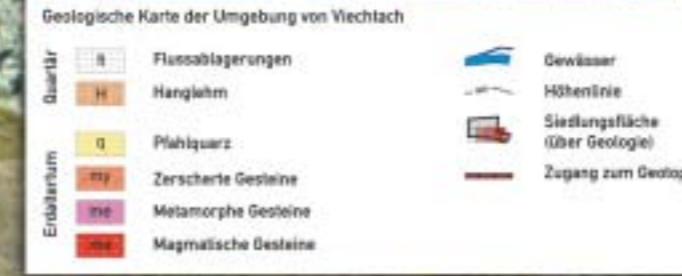 Geologische Karte der Umgebung von Viechtach
Quartär
fl Flussablagerungen
H Hanglehm
Erdaltertum
q Pfahlquarz
my Zerscherte Gesteine
me Metamorphe Gesteine
ma Magmatische Gesteine
Gewässer
Höhenlinie
Siedlungsfläche
(über Geologie)
Zugang zum Geotop